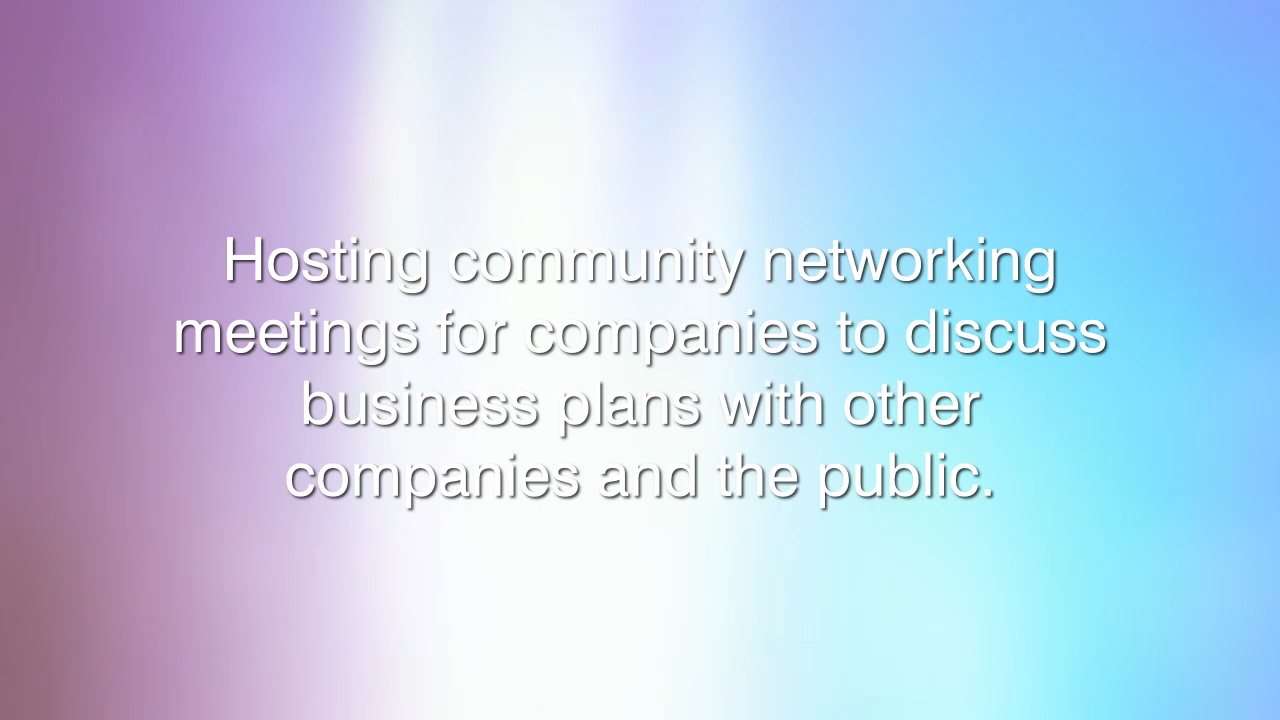 Hosting community networking
meetings for companies to discuss
business plans with other
companies and the public.